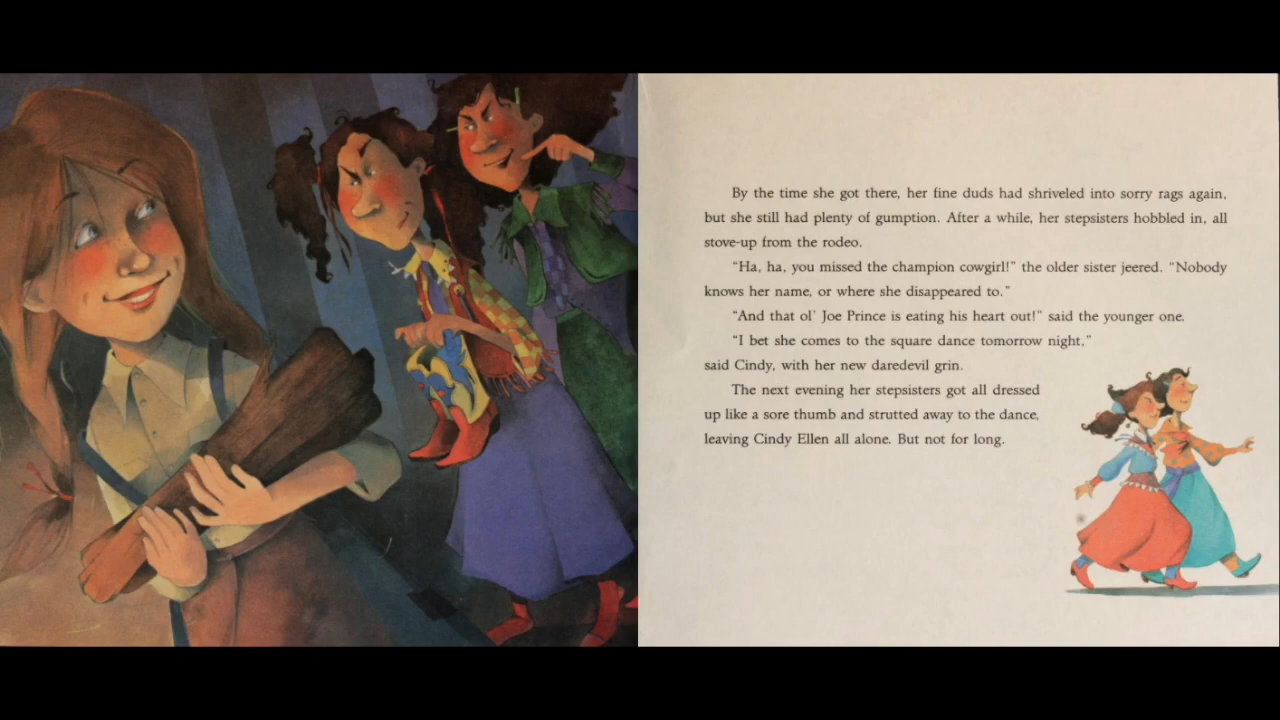 By the time she got there, her fine duds had shriveled into sorry rags again,
but she still had plenty of gumption. After a while, her stepsisters hobbled in, all
stove-up from the rodeo.
“Ha, ha, you missed the champion cowgirl!” the older sister jeered. “Nobody
knows her name, or where she disappeared to.”
“And that ol’ Joe Prince is eating his heart out!” said the younger one.
“I bet she comes to the square dance tomorrow night,”
said Cindy, with her new daredevil grin.
The next evening her stepsisters got all dressed
up like a sore thumb and strutted away to the dance,
leaving Cindy Ellen all alone. But not for long.